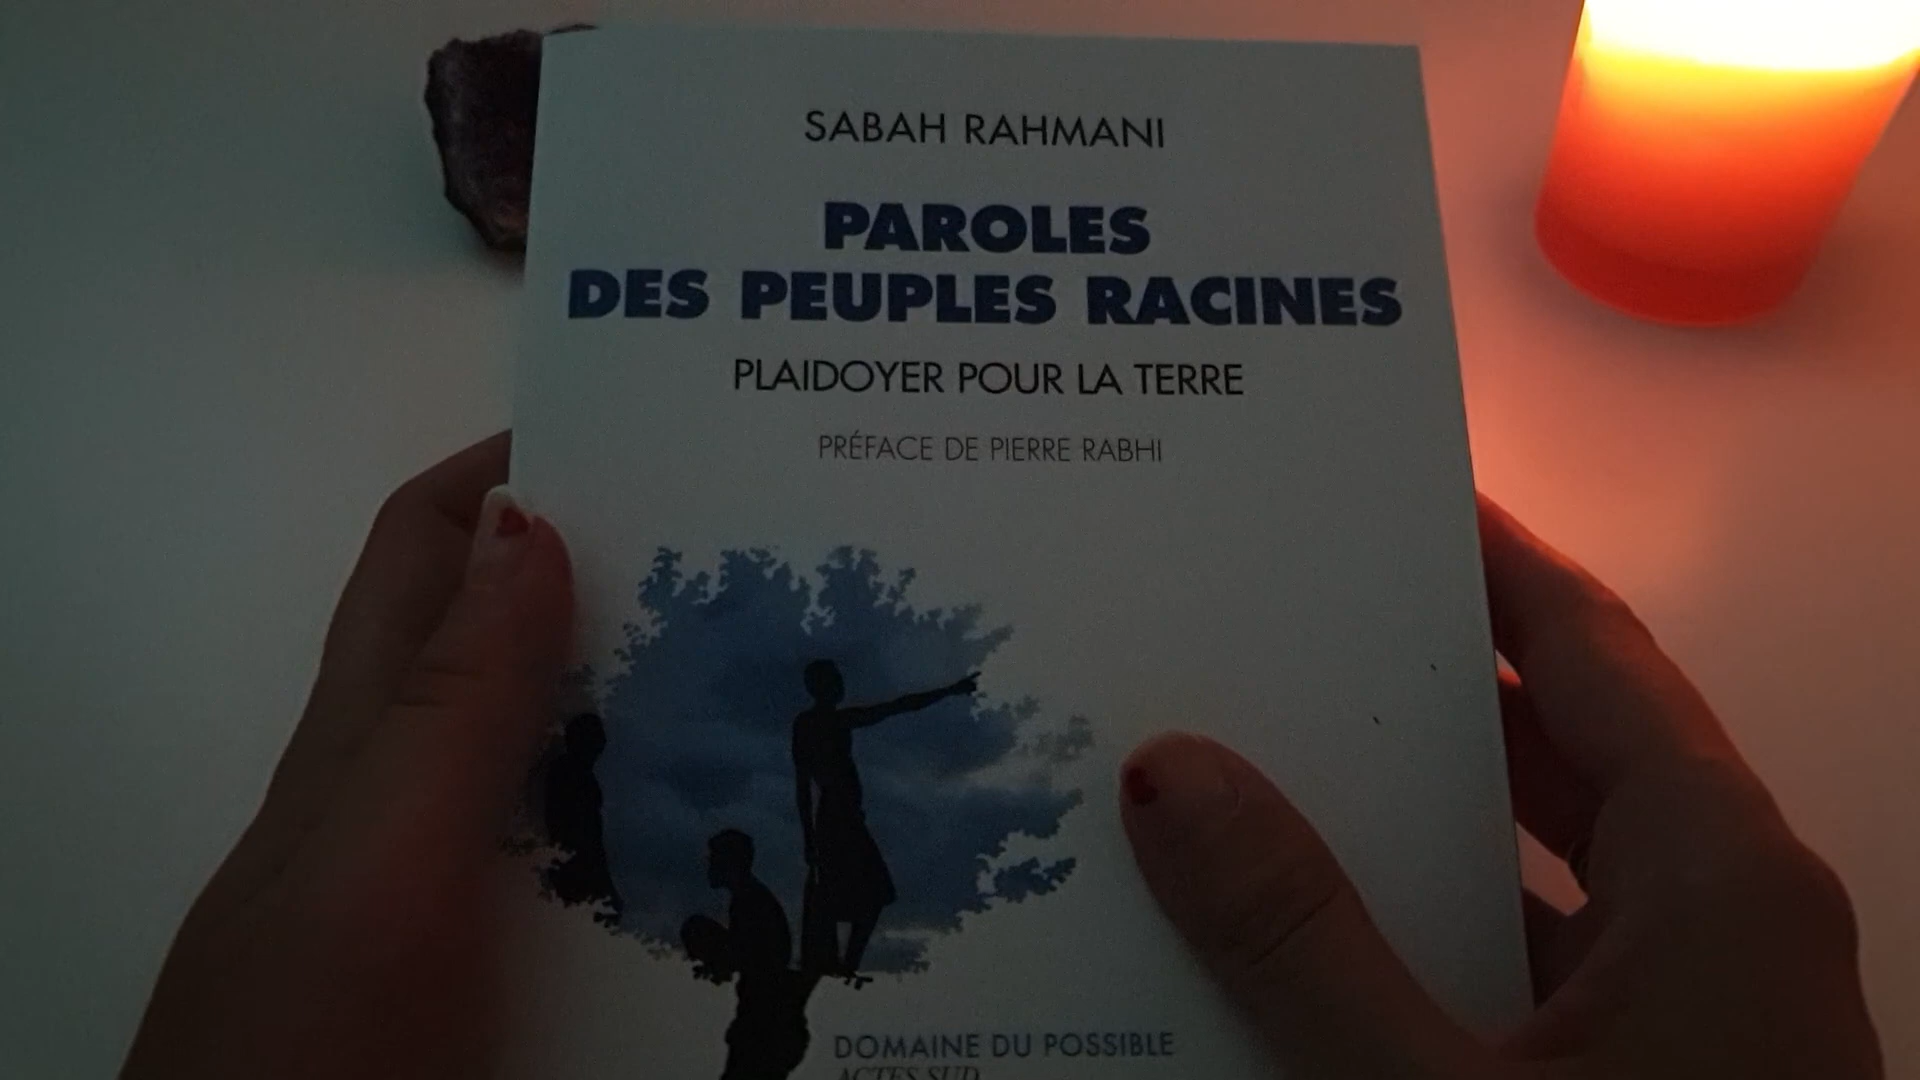 SABAH RAHMANI
PAROLES
DES PEUPLES RACINES
PLAIDOYER POUR LA TERRE
PRÉFACE DE PIERRE RABHI
DOMAINE DU POSSIBLE
ACTES SUD